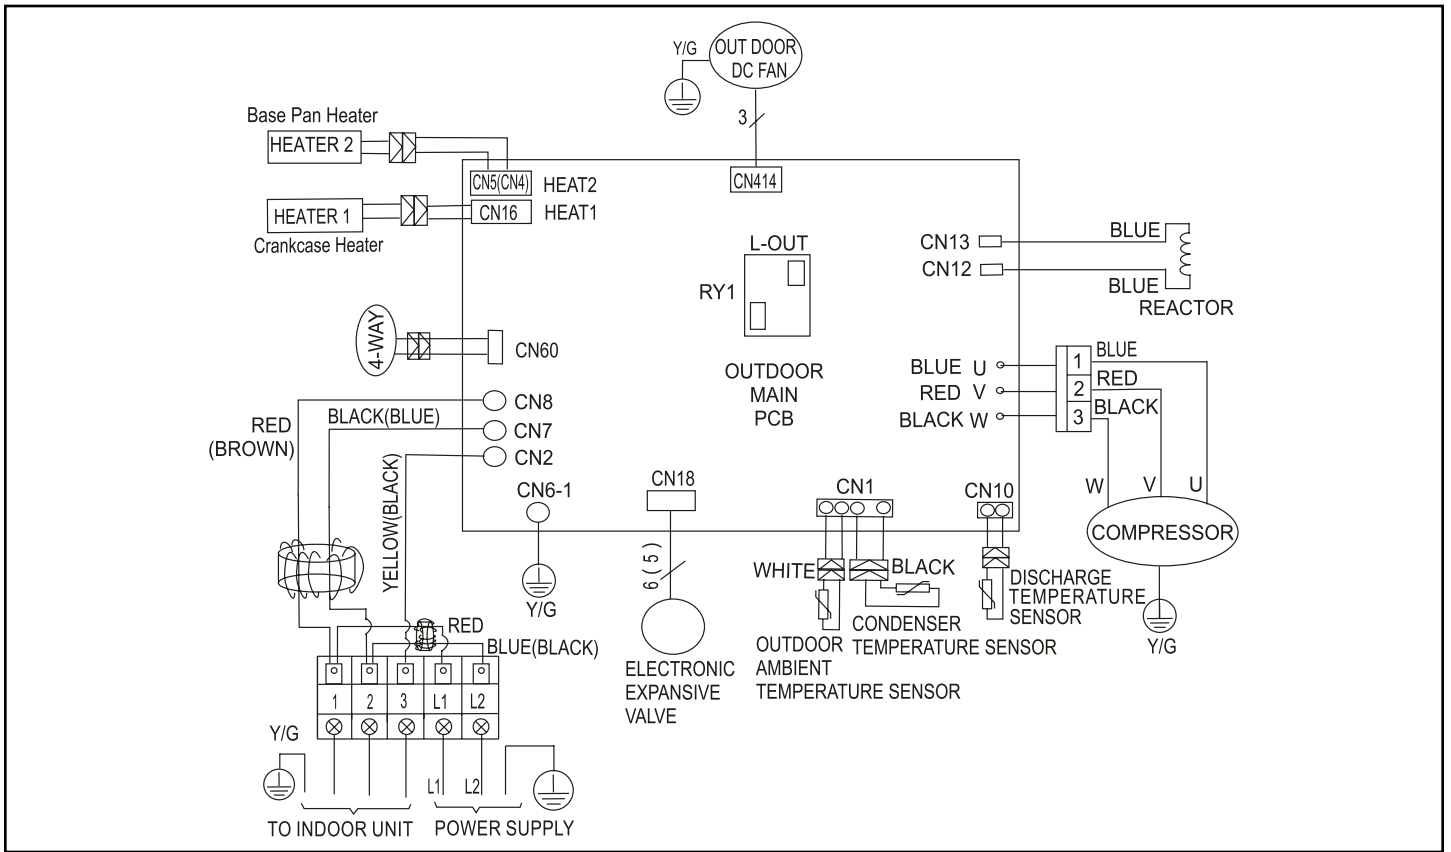 Y/G
OUT DOOR
DC FAN
3
Base Pan Heater
HEATER 2
CN5(CN4)
HEAT2
HEATER 1
CN16
HEAT1
Crankcase Heater
CN414
L-OUT
RY1
OUTDOOR
MAIN
PCB
CN13
CN12
BLUE
BLUE
REACTOR
4-WAY
CN60
BLUE U
RED V
BLACK W
1
2
3
BLUE
RED
BLACK
W
V
U
COMPRESSOR
Y/G
RED
(BROWN)
BLACK(BLUE)
YELLOW(BLACK)
CN8
CN7
CN2
CN6-1
Y/G
CN18
6 ( 5 )
ELECTRONIC
EXPANSIVE
VALVE
CN1
WHITE
BLACK
OUTDOOR
AMBIENT
TEMPERATURE SENSOR
CONDENSER
TEMPERATURE SENSOR
CN10
DISCHARGE
TEMPERATURE
SENSOR
RED
BLUE(BLACK)
1
2
3
L1
L2
Y/G
L1
L2
TO INDOOR UNIT
POWER SUPPLY